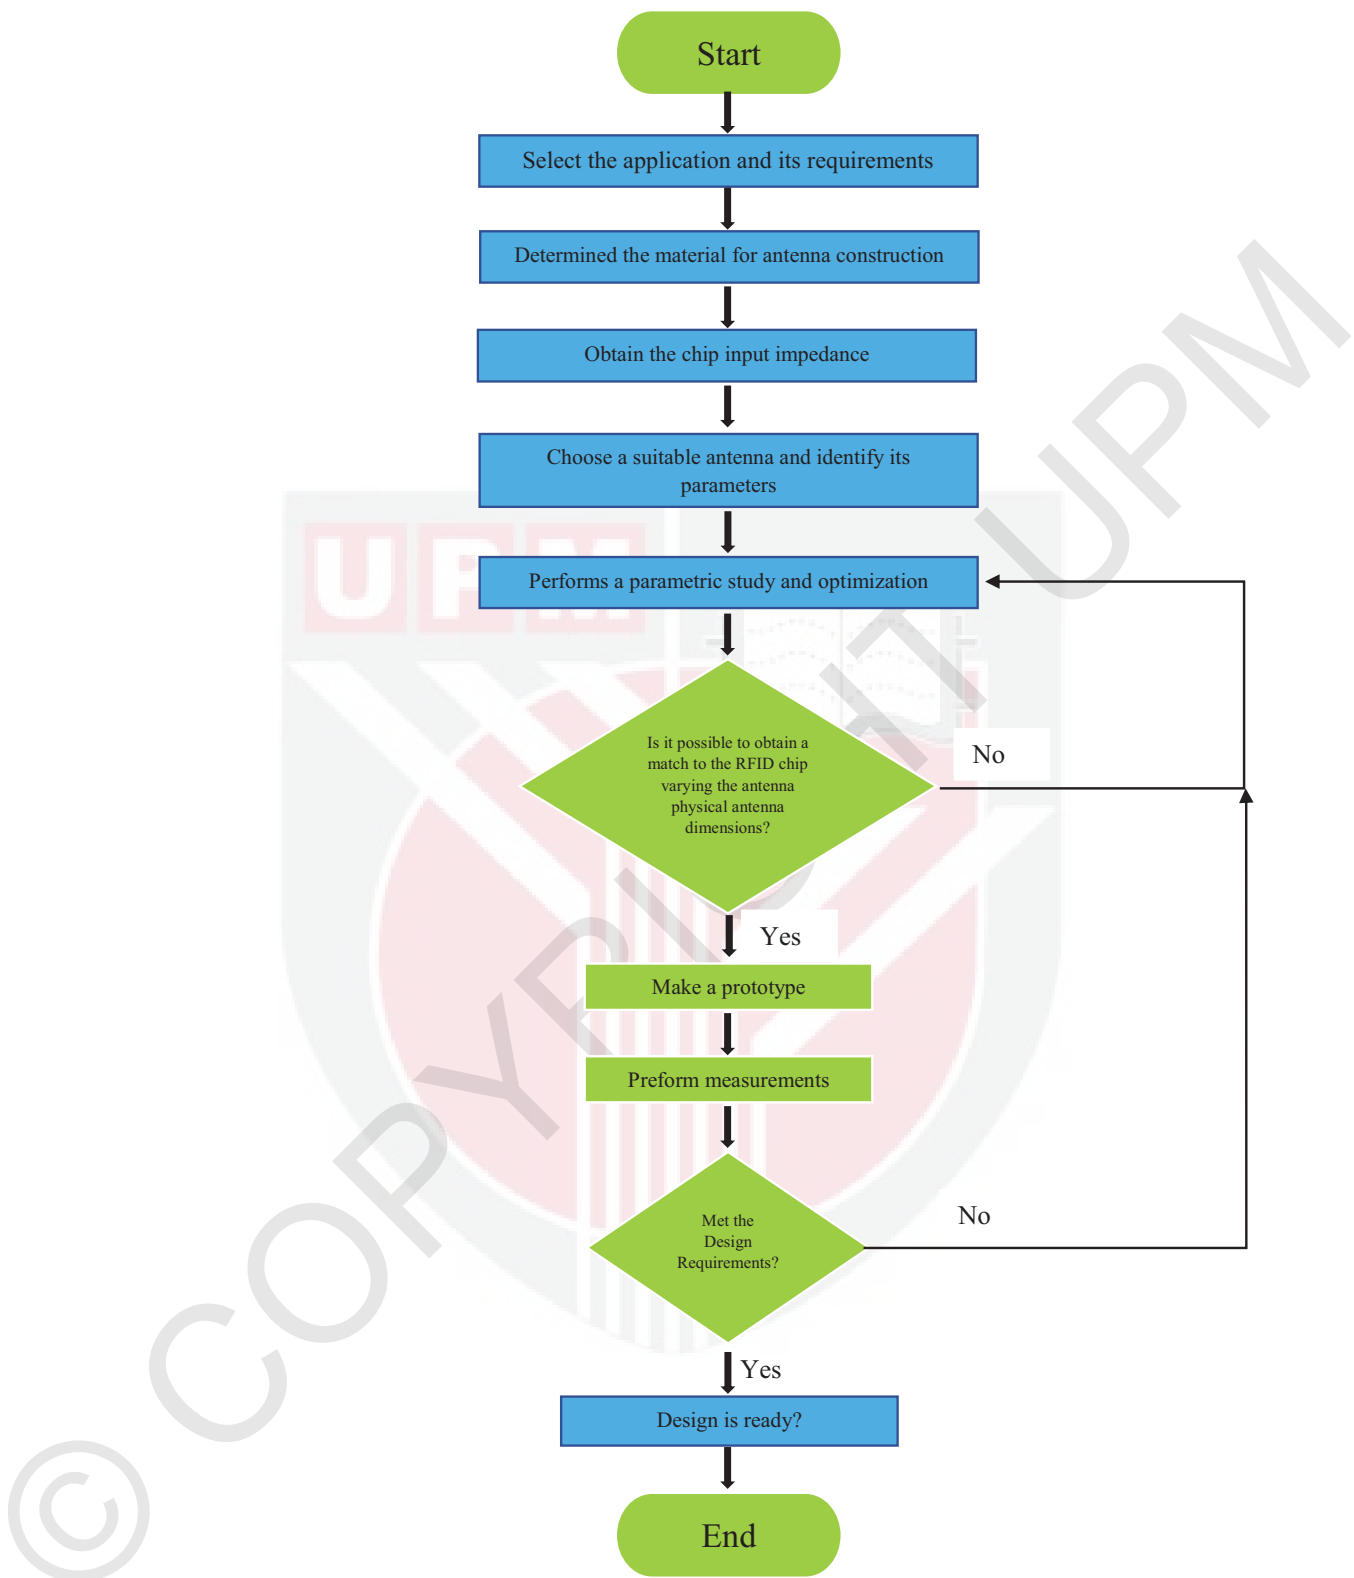 Start
Select the application and its requirements
Determined the material for antenna construction
Obtain the chip input impedance
Choose a suitable antenna and identify its
parameters
UPM
Performs a parametric study and optimization
Is it possible to obtain a
match to the RFID chip
varying the antenna
physical antenna
dimensions?
No
Yes
Make a prototype
Preform measurements
Met the
Design
Requirements?
No
Yes
Design is ready?
End
© COPYRIGHT UPM